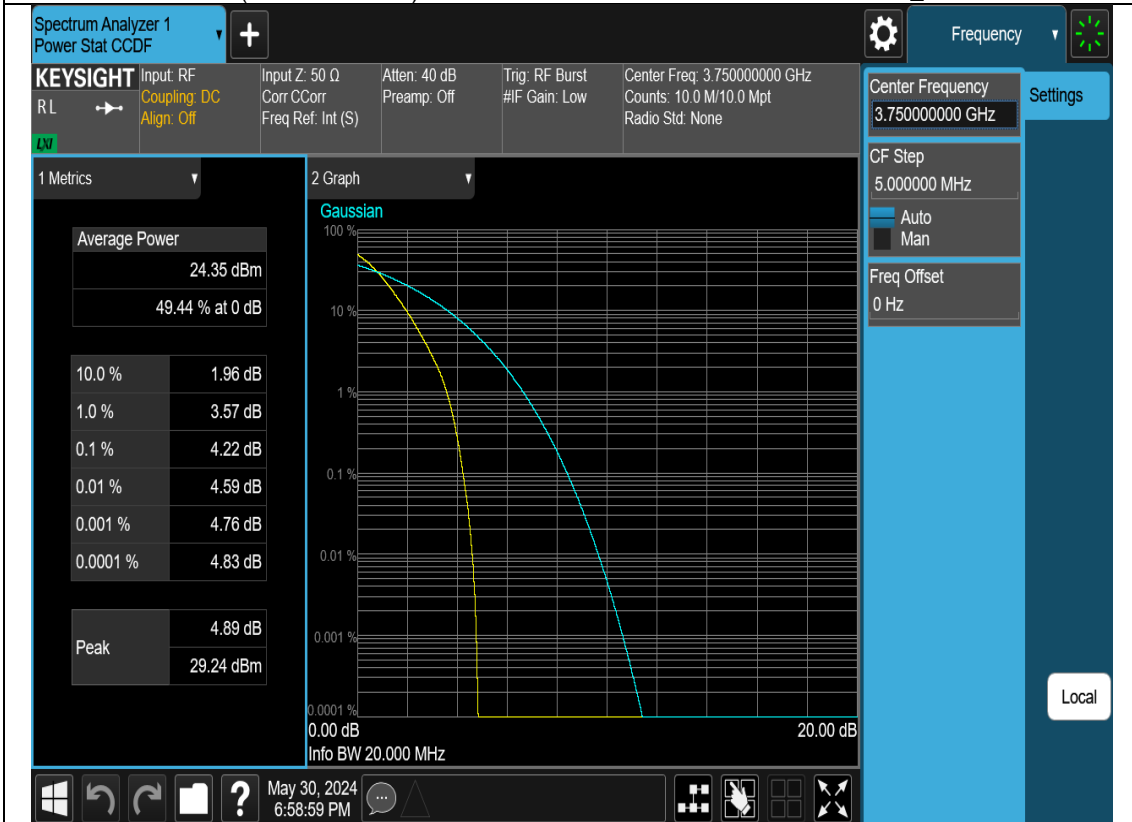 Spectrum Analyzer 1
Power Stat CCDF
+
Frequency
KEYSIGHT
RL
LXI
Input: RF
Coupling: DC
Align: Off
Input Z: 50 Ω
Corr CCorr
Freq Ref: Int (S)
Atten: 40 dB
Preamp: Off
Trig: RF Burst
#IF Gain: Low
Center Freq: 3.750000000 GHz
Counts: 10.0 M/10.0 Mpt
Radio Std: None
Center Frequency
3.750000000 GHz
Settings
CF Step
5.000000 MHz
Auto
Man
Freq Offset
0 Hz
Local
1 Metrics
Average Power
24.35 dBm
49.44 % at 0 dB
10.0 % 1.96 dB
1.0 % 3.57 dB
0.1 % 4.22 dB
0.01 % 4.59 dB
0.001 % 4.76 dB
0.0001 % 4.83 dB
Peak 4.89 dB
29.24 dBm
2 Graph
Gaussian
100 %
10 %
1 %
0.1 %
0.01 %
0.001 %
0.0001 %
0.00 dB 20.00 dB
Info BW 20.000 MHz
?
May 30, 2024
6:58:59 PM